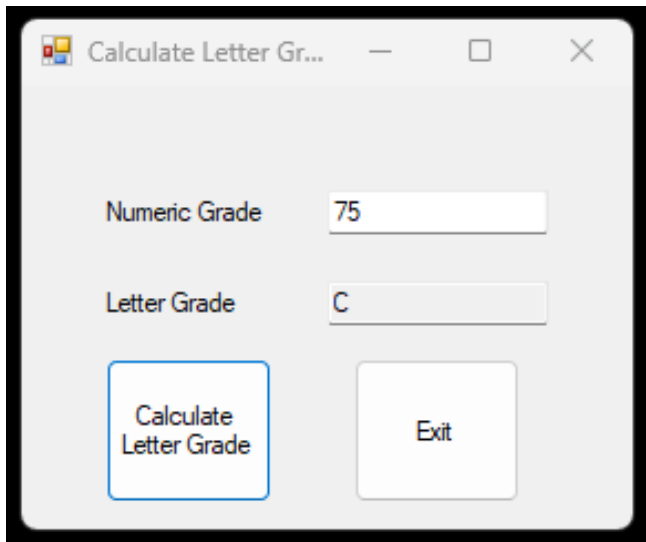 Calculate Letter Gr...
Numeric Grade 75
Letter Grade C
Calculate
Letter Grade
Exit